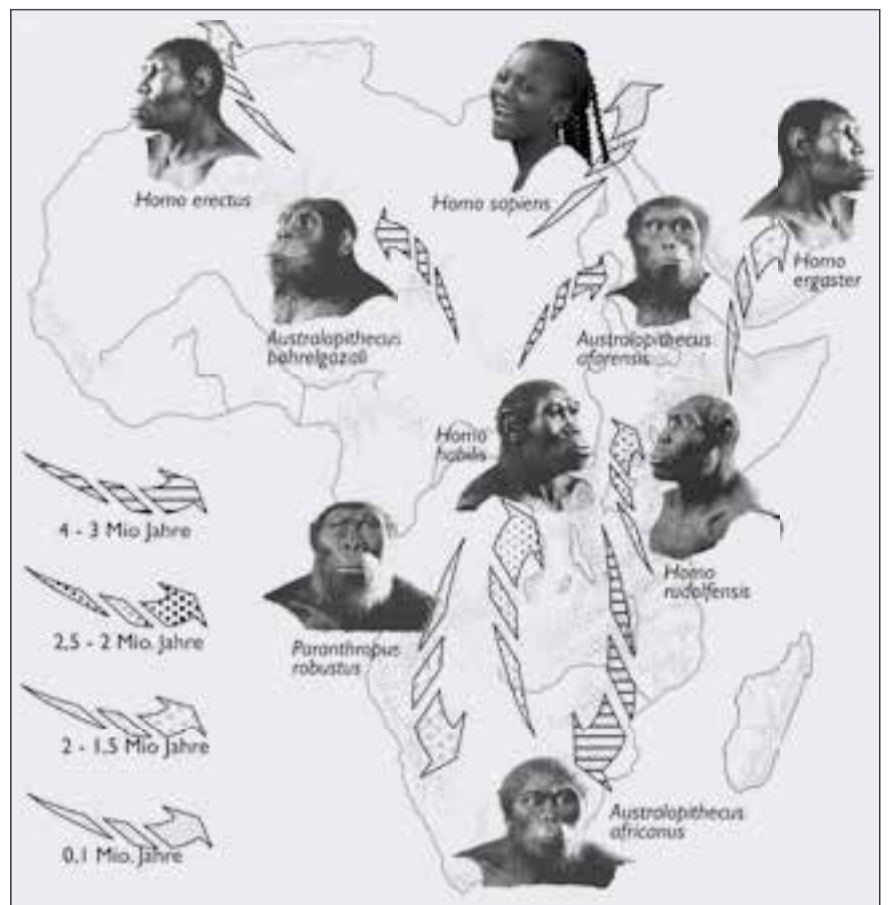 Homo erectus
Homo sapiens
Homo
ergaster
Australopithecus
bahrelgazali
Australopithecus
afarensis
Homo
habilis
4 - 3 Mio Jahre
Homo
rudolfensis
2,5 - 2 Mio. Jahre
Paranthropus
robustus
2 - 1,5 Mio Jahre
Australopithecus
africanus
0,1 Mio. Jahre